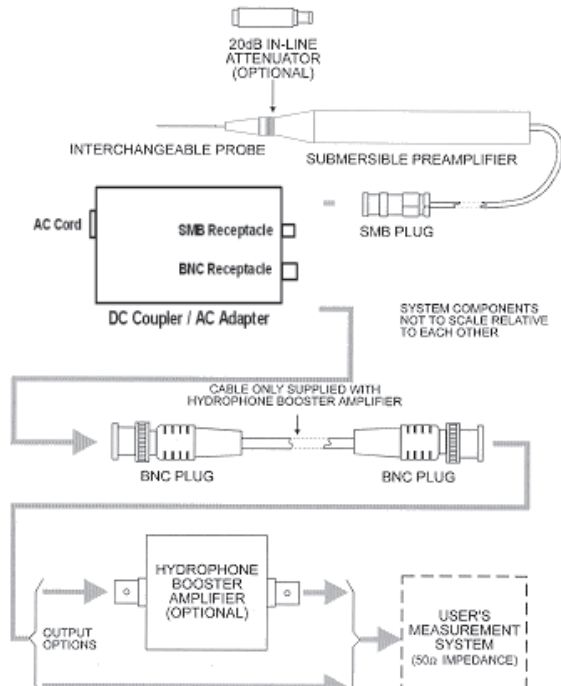 20dB IN-LINE
ATTENUATOR
(OPTIONAL)
INTERCHANGEABLE PROBE
SUBMERSIBLE PREAMPLIFIER
AC Cord
SMB Receptacle
BNC Receptacle
SMB PLUG
DC Coupler / AC Adapter
SYSTEM COMPONENTS
NOT TO SCALE RELATIVE
TO EACH OTHER
CABLE ONLY SUPPLIED WITH
HYDROPHONE BOOSTER AMPLIFIER
BNC PLUG
BNC PLUG
HYDROPHONE
BOOSTER
AMPLIFIER
(OPTIONAL)
OUTPUT
OPTIONS
USER'S
MEASUREMENT
SYSTEM
(50Ω IMPEDANCE)